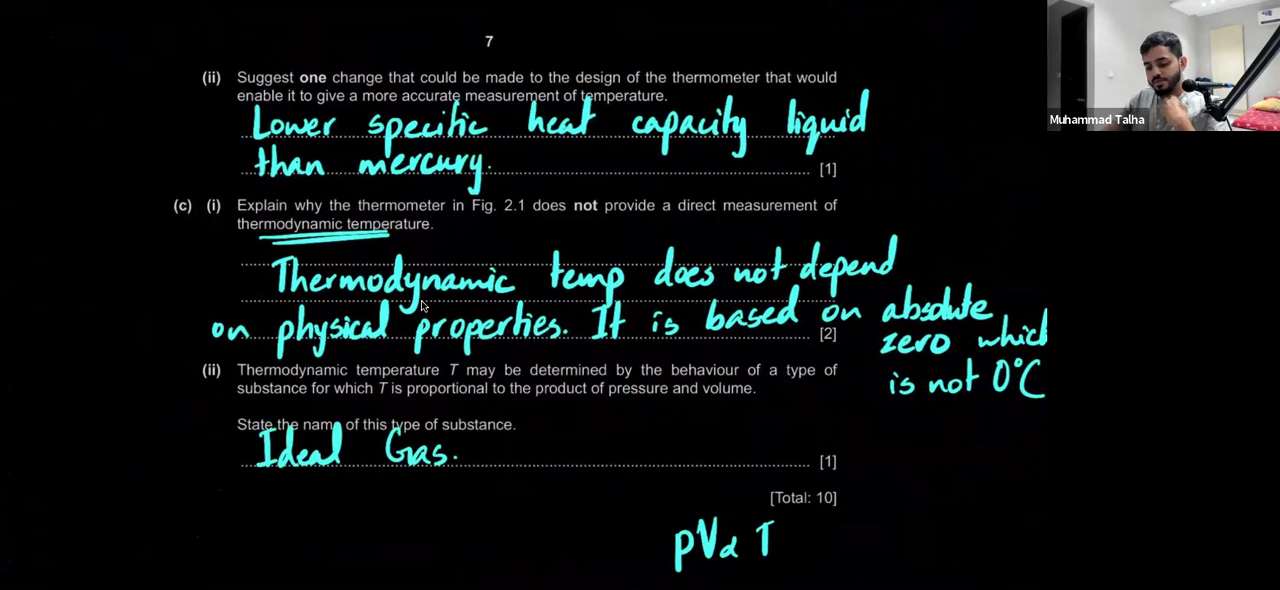 7
(ii) Suggest one change that could be made to the design of the thermometer that would
enable it to give a more accurate measurement of temperature.
Lower specific heat capacity liquid
than mercury.
[1]
(c) (i) Explain why the thermometer in Fig. 2.1 does not provide a direct measurement of
thermodynamic temperature.
Thermodynamic temp does not depend
on physical properties. It is based on absolute
zero which
is not 0°C
[2]
(ii) Thermodynamic temperature T may be determined by the behaviour of a type of
substance for which T is proportional to the product of pressure and volume.
State the name of this type of substance.
Ideal Gas.
[1]
[Total: 10]
pV α T
Muhammad Talha